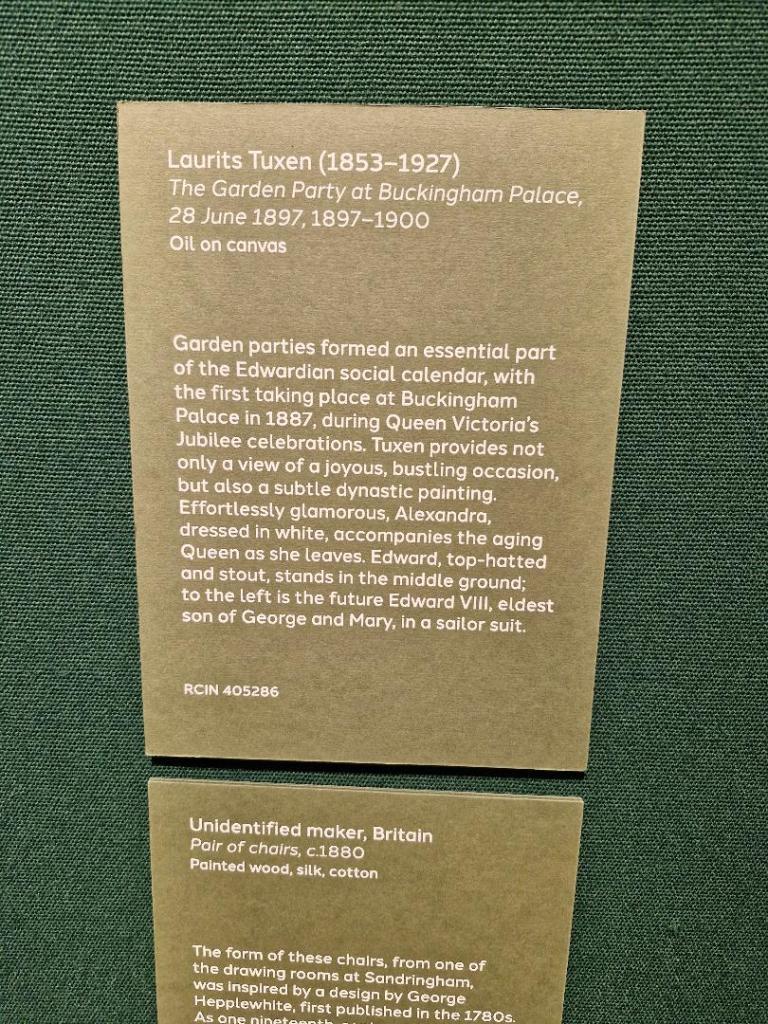 Laurits Tuxen (1853–1927)
The Garden Party at Buckingham Palace,
28 June 1897, 1897–1900
Oil on canvas
Garden parties formed an essential part
of the Edwardian social calendar, with
the first taking place at Buckingham
Palace in 1887, during Queen Victoria's
Jubilee celebrations. Tuxen provides not
only a view of a joyous, bustling occasion,
but also a subtle dynastic painting.
Effortlessly glamorous, Alexandra,
dressed in white, accompanies the aging
Queen as she leaves. Edward, top-hatted
and stout, stands in the middle ground;
to the left is the future Edward VIII, eldest
son of George and Mary, in a sailor suit.
RCIN 405286
Unidentified maker, Britain
Pair of chairs, c.1880
Painted wood, silk, cotton
The form of these chairs, from one of
the drawing rooms at Sandringham,
was inspired by a design by George
Hepplewhite, first published in the 1780s.
As one